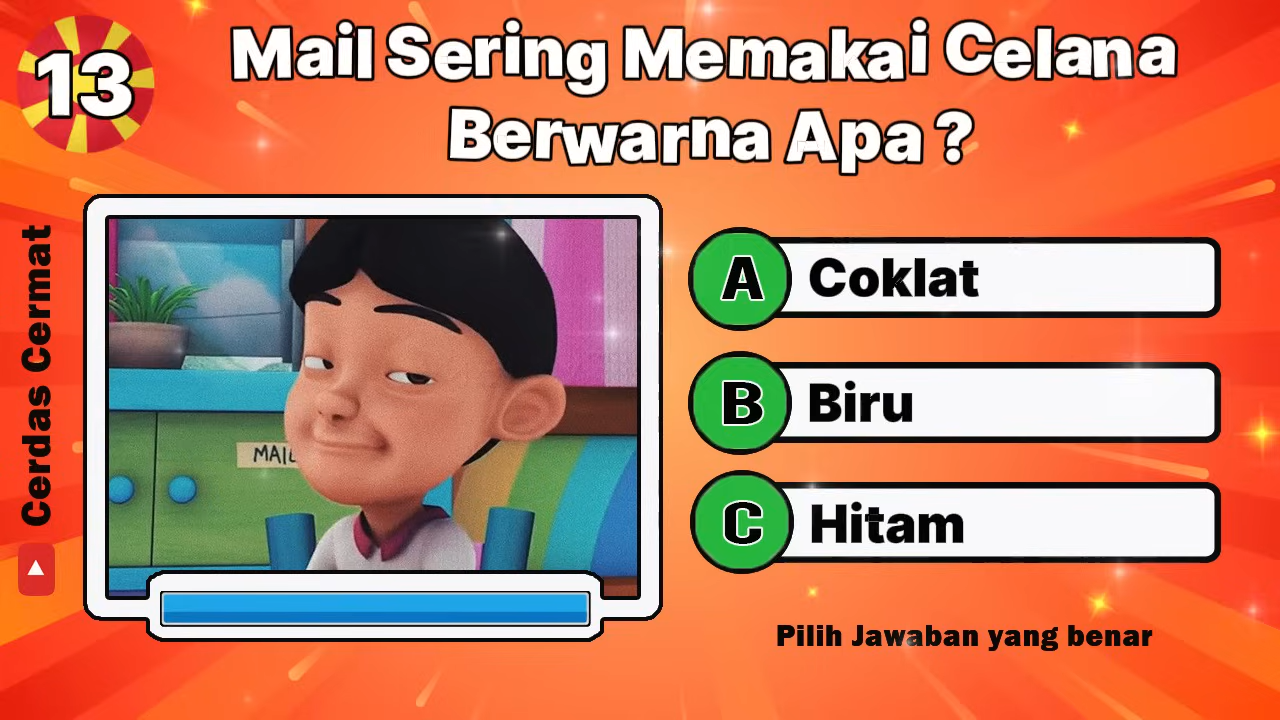 13
Mail Sering Memakai Celana
Berwarna Apa ?
Cerdas Cermat
MAIL
A Coklat
B Biru
C Hitam
Pilih Jawaban yang benar